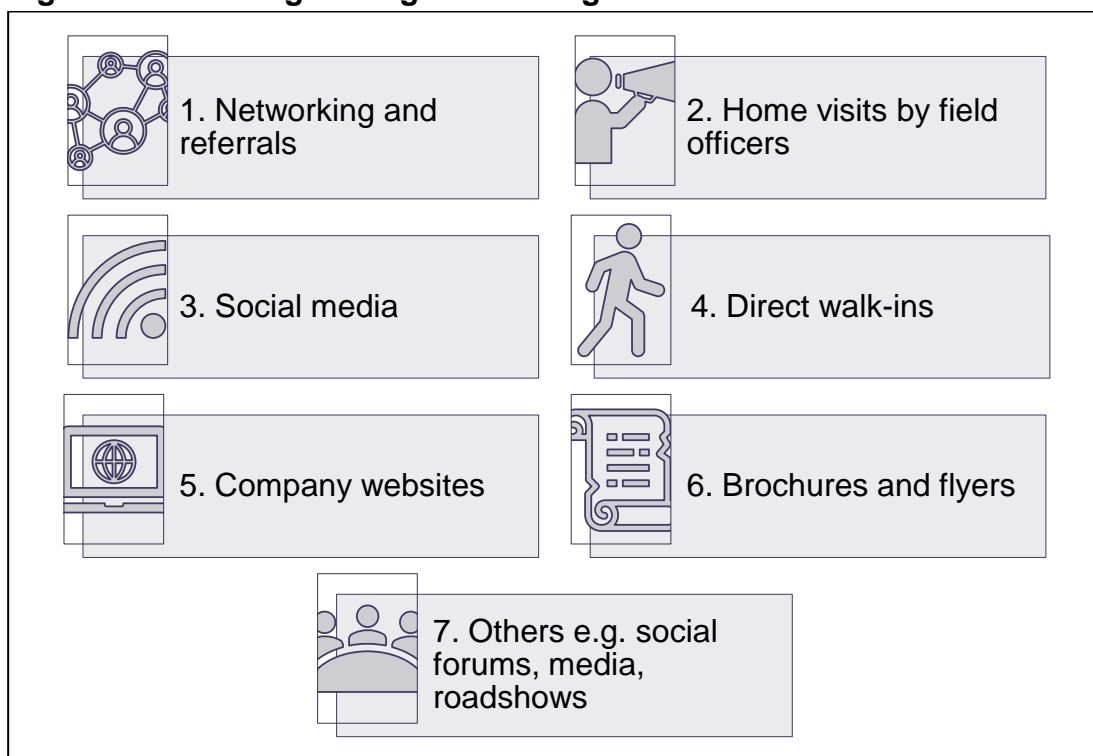 1. Networking and
referrals
2. Home visits by field
officers
3. Social media
4. Direct walk-ins
5. Company websites
6. Brochures and flyers
7. Others e.g. social
forums, media,
roadshows